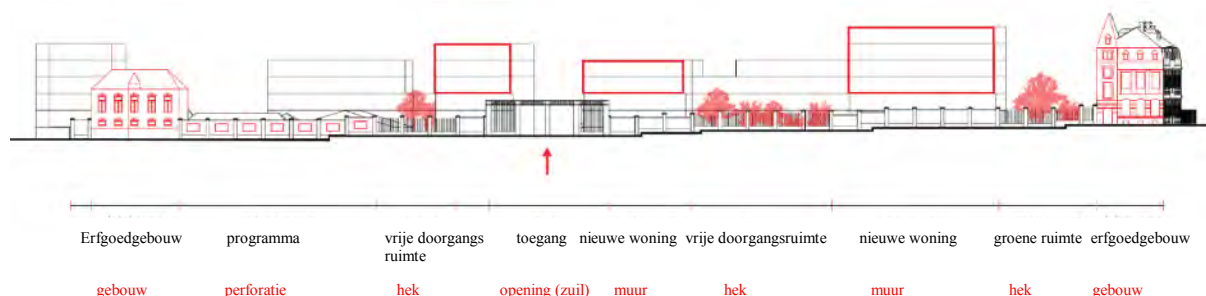 Erfgoedgebouw programma vrije doorgangs toegang nieuwe woning vrije doorgangsruimte nieuwe woning groene ruimte erfgoedgebouw
ruimte
gebouw perforatie hek opening (zuil) muur hek muur hek gebouw